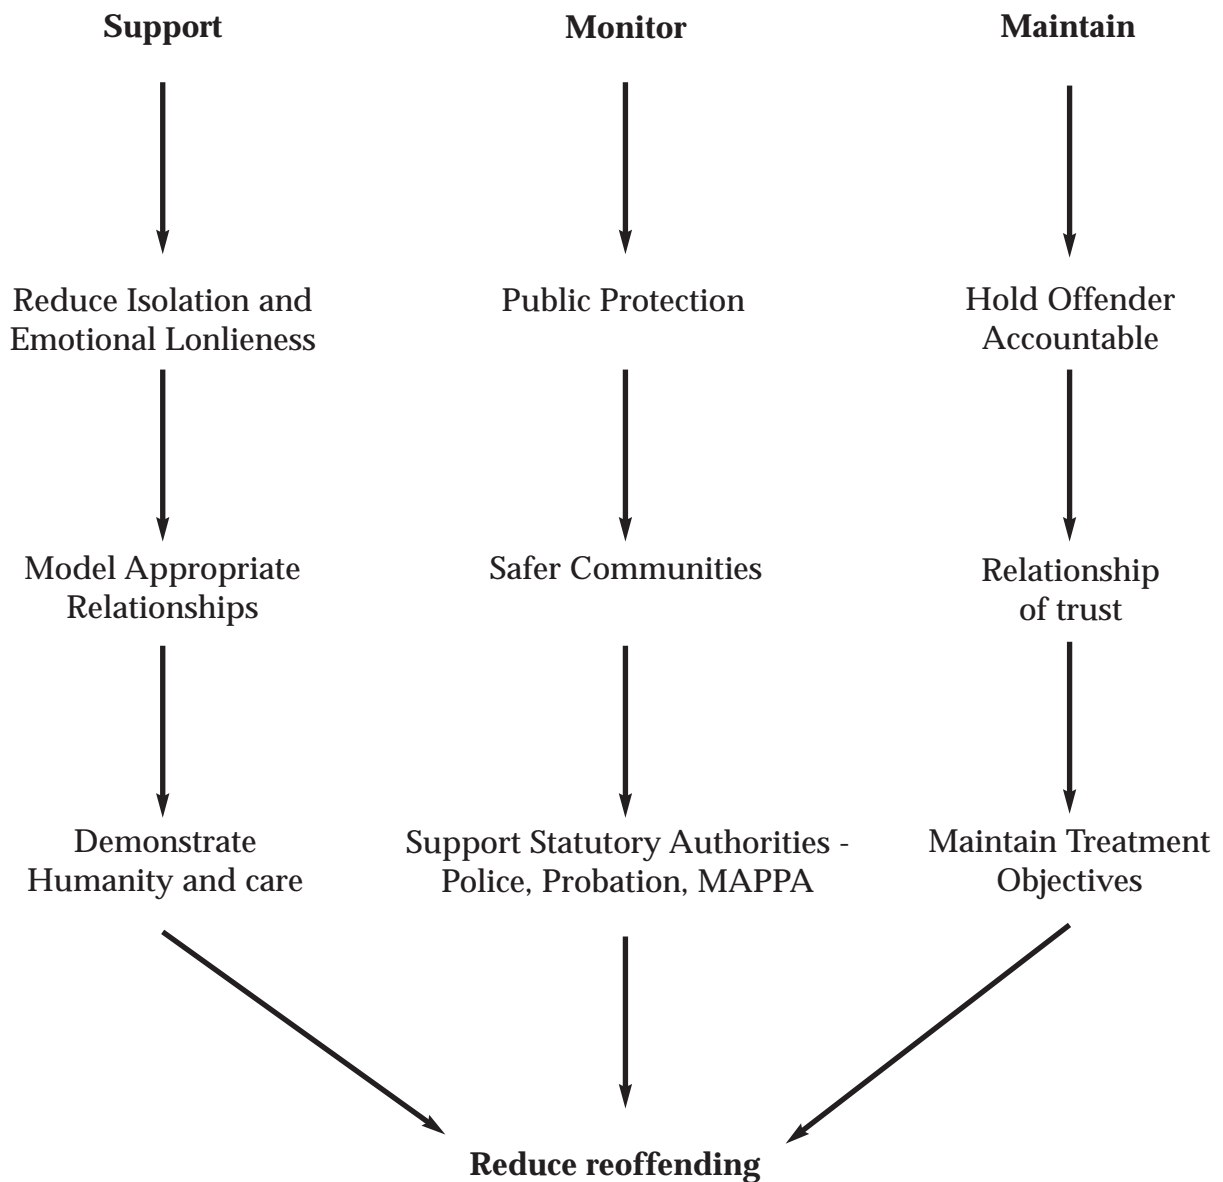 Support
Monitor
Maintain
Reduce Isolation and
Emotional Lonlieness
Public Protection
Hold Offender
Accountable
Model Appropriate
Relationships
Safer Communities
Relationship
of trust
Demonstrate
Humanity and care
Support Statutory Authorities -
Police, Probation, MAPPA
Maintain Treatment
Objectives
Reduce reoffending